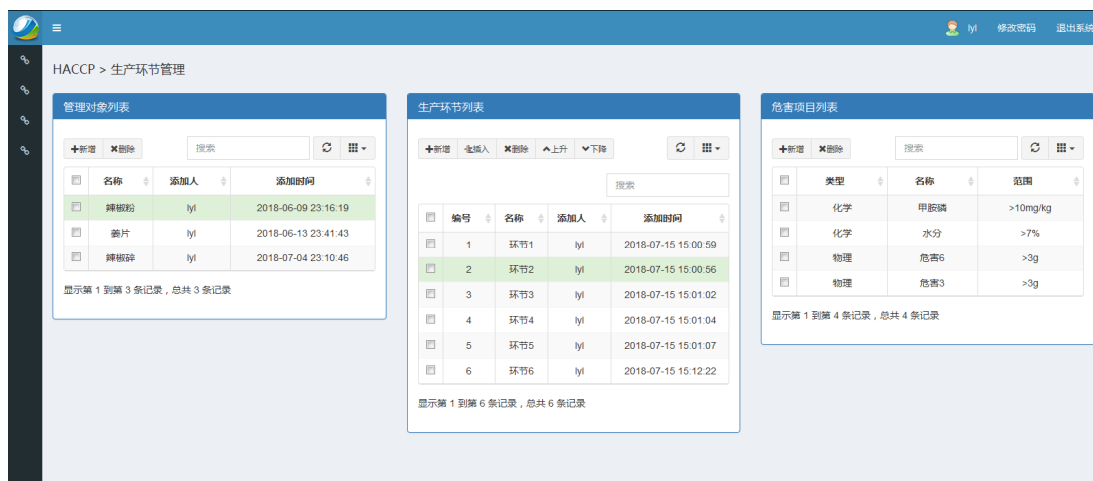 lyl 修改密码 退出系统
HACCP > 生产环节管理
管理对象列表
新增 删除 搜索
名称 添加人 添加时间
辣椒粉 lyl 2018-06-09 23:16:19
姜片 lyl 2018-06-13 23:41:43
辣椒碎 lyl 2018-07-04 23:10:46
显示第 1 到第 3 条记录，总共 3 条记录
生产环节列表
新增 插入 删除 上升 下降
搜索
编号 名称 添加人 添加时间
1 环节1 lyl 2018-07-15 15:00:59
2 环节2 lyl 2018-07-15 15:00:56
3 环节3 lyl 2018-07-15 15:01:02
4 环节4 lyl 2018-07-15 15:01:04
5 环节5 lyl 2018-07-15 15:01:07
6 环节6 lyl 2018-07-15 15:12:22
显示第 1 到第 6 条记录，总共 6 条记录
危害项目列表
新增 删除 搜索
类型 名称 范围
化学 甲胺磷 >10mg/kg
化学 水分 >7%
物理 危害6 >3g
物理 危害3 >3g
显示第 1 到第 4 条记录，总共 4 条记录